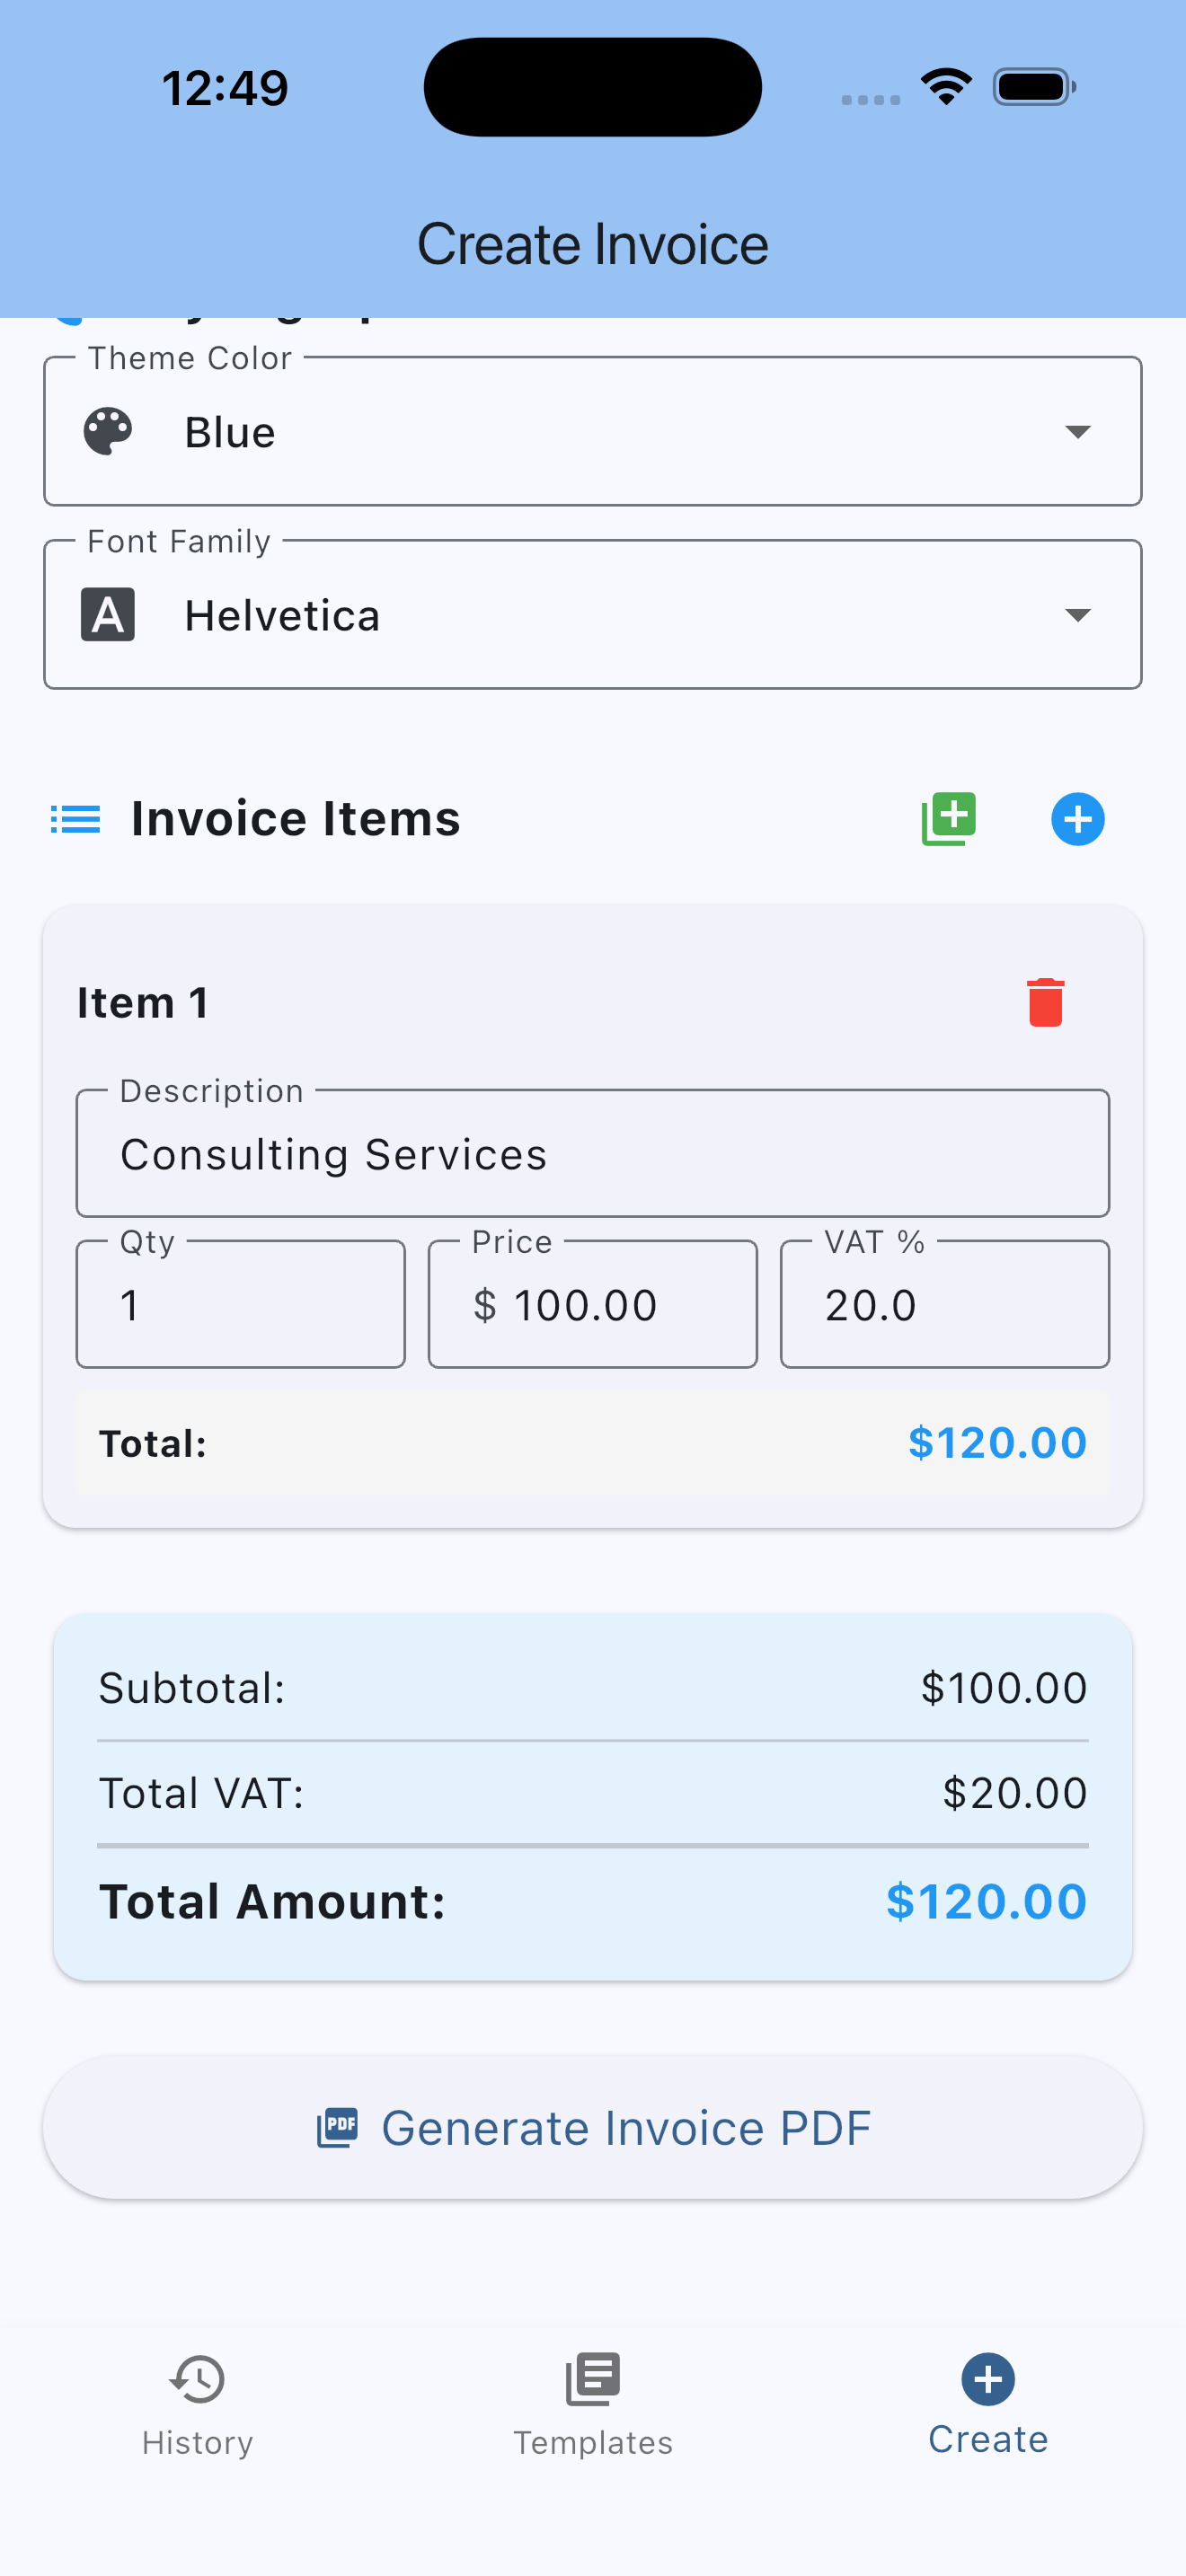 12:49
Create Invoice
Theme Color
Blue
Font Family
A Helvetica
Invoice Items
Item 1
Description
Consulting Services
Qty Price VAT %
1 $ 100.00 20.0
Total: $120.00
Subtotal: $100.00
Total VAT: $20.00
Total Amount: $120.00
PDF Generate Invoice PDF
History Templates Create